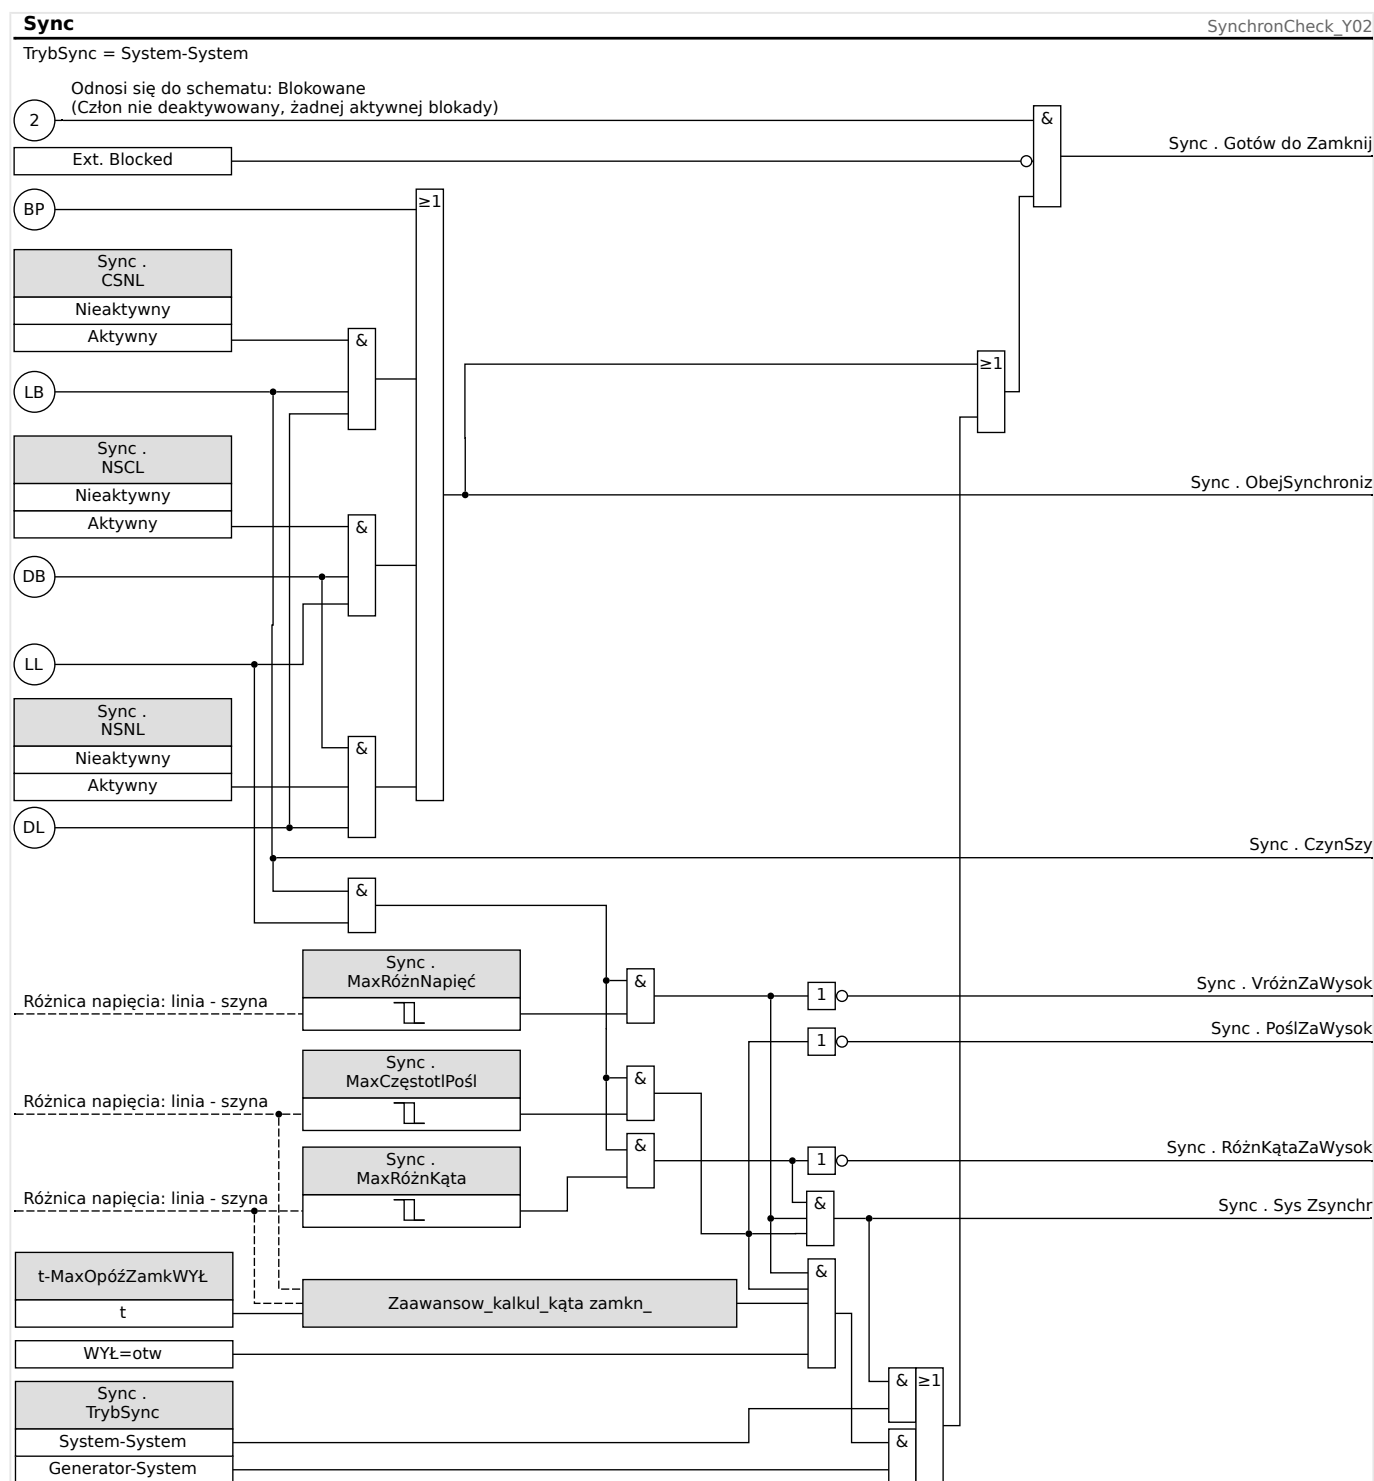 Sync
SynchronCheck_Y02
TrybSync = System-System
Odnosi się do schematu: Blokowane
(Człon nie deaktywowany, żadnej aktywnej blokady)
2
&
Sync . Gotów do Zamknij
Ext. Blocked
BP
≥1
Sync .
CSNL
Nieaktywny
Aktywny
&
≥1
LB
Sync .
NSCL
Nieaktywny
Aktywny
&
Sync . ObejSynchroniz
DB
LL
Sync .
NSNL
Nieaktywny
Aktywny
&
DL
Sync . CzynSzy
&
Sync .
MaxRóżnNapięć
&
Różnica napięcia: linia - szyna
1
Sync . VróżnZaWysok
1
Sync . PoślZaWysok
Sync .
MaxCzęstotlPośl
&
Różnica napięcia: linia - szyna
Sync .
MaxRóżnKąta
&
1
Sync . RóżnKątaZaWysok
Różnica napięcia: linia - szyna
&
Sync . Sys Zsynchr
t-MaxOpóźZamkWYŁ
t
Zaawansow_kalkul_kąta zamkn_
&
WYŁ=otw
Sync .
TrybSync
System-System
Generator-System
&
≥1
&